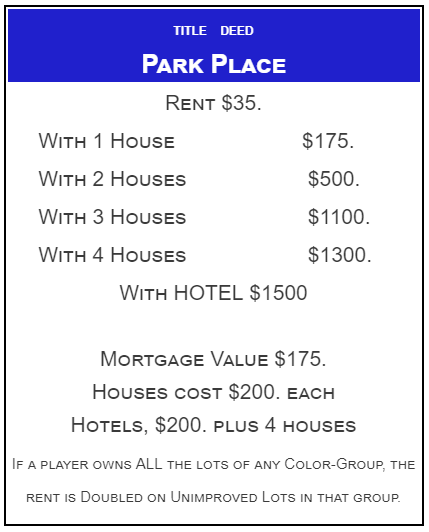 TITLE DEED
PARK PLACE
RENT $35.
WITH 1 HOUSE $175.
WITH 2 HOUSES $500.
WITH 3 HOUSES $1100.
WITH 4 HOUSES $1300.
WITH HOTEL $1500
MORTGAGE VALUE $175.
HOUSES COST $200. EACH
HOTELS, $200. PLUS 4 HOUSES
IF A PLAYER OWNS ALL THE LOTS OF ANY COLOR-GROUP, THE
RENT IS DOUBLED ON UNIMPROVED LOTS IN THAT GROUP.